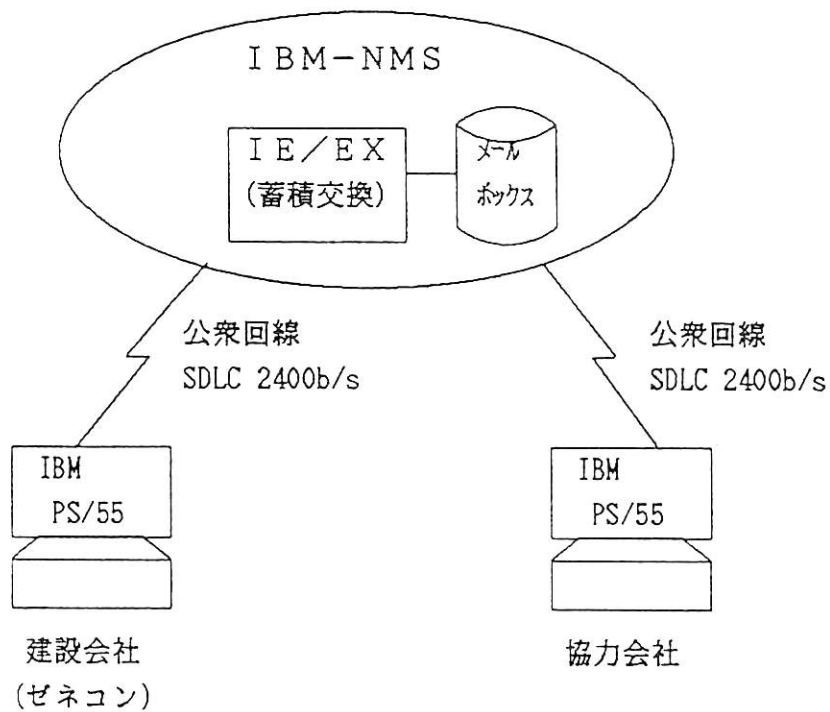 IBM-NMS
IE/EX
(蓄積交換)
メール
ボックス
公衆回線
SDLC 2400b/s
公衆回線
SDLC 2400b/s
IBM
PS/55
IBM
PS/55
建設会社
(ゼネコン)
協力会社